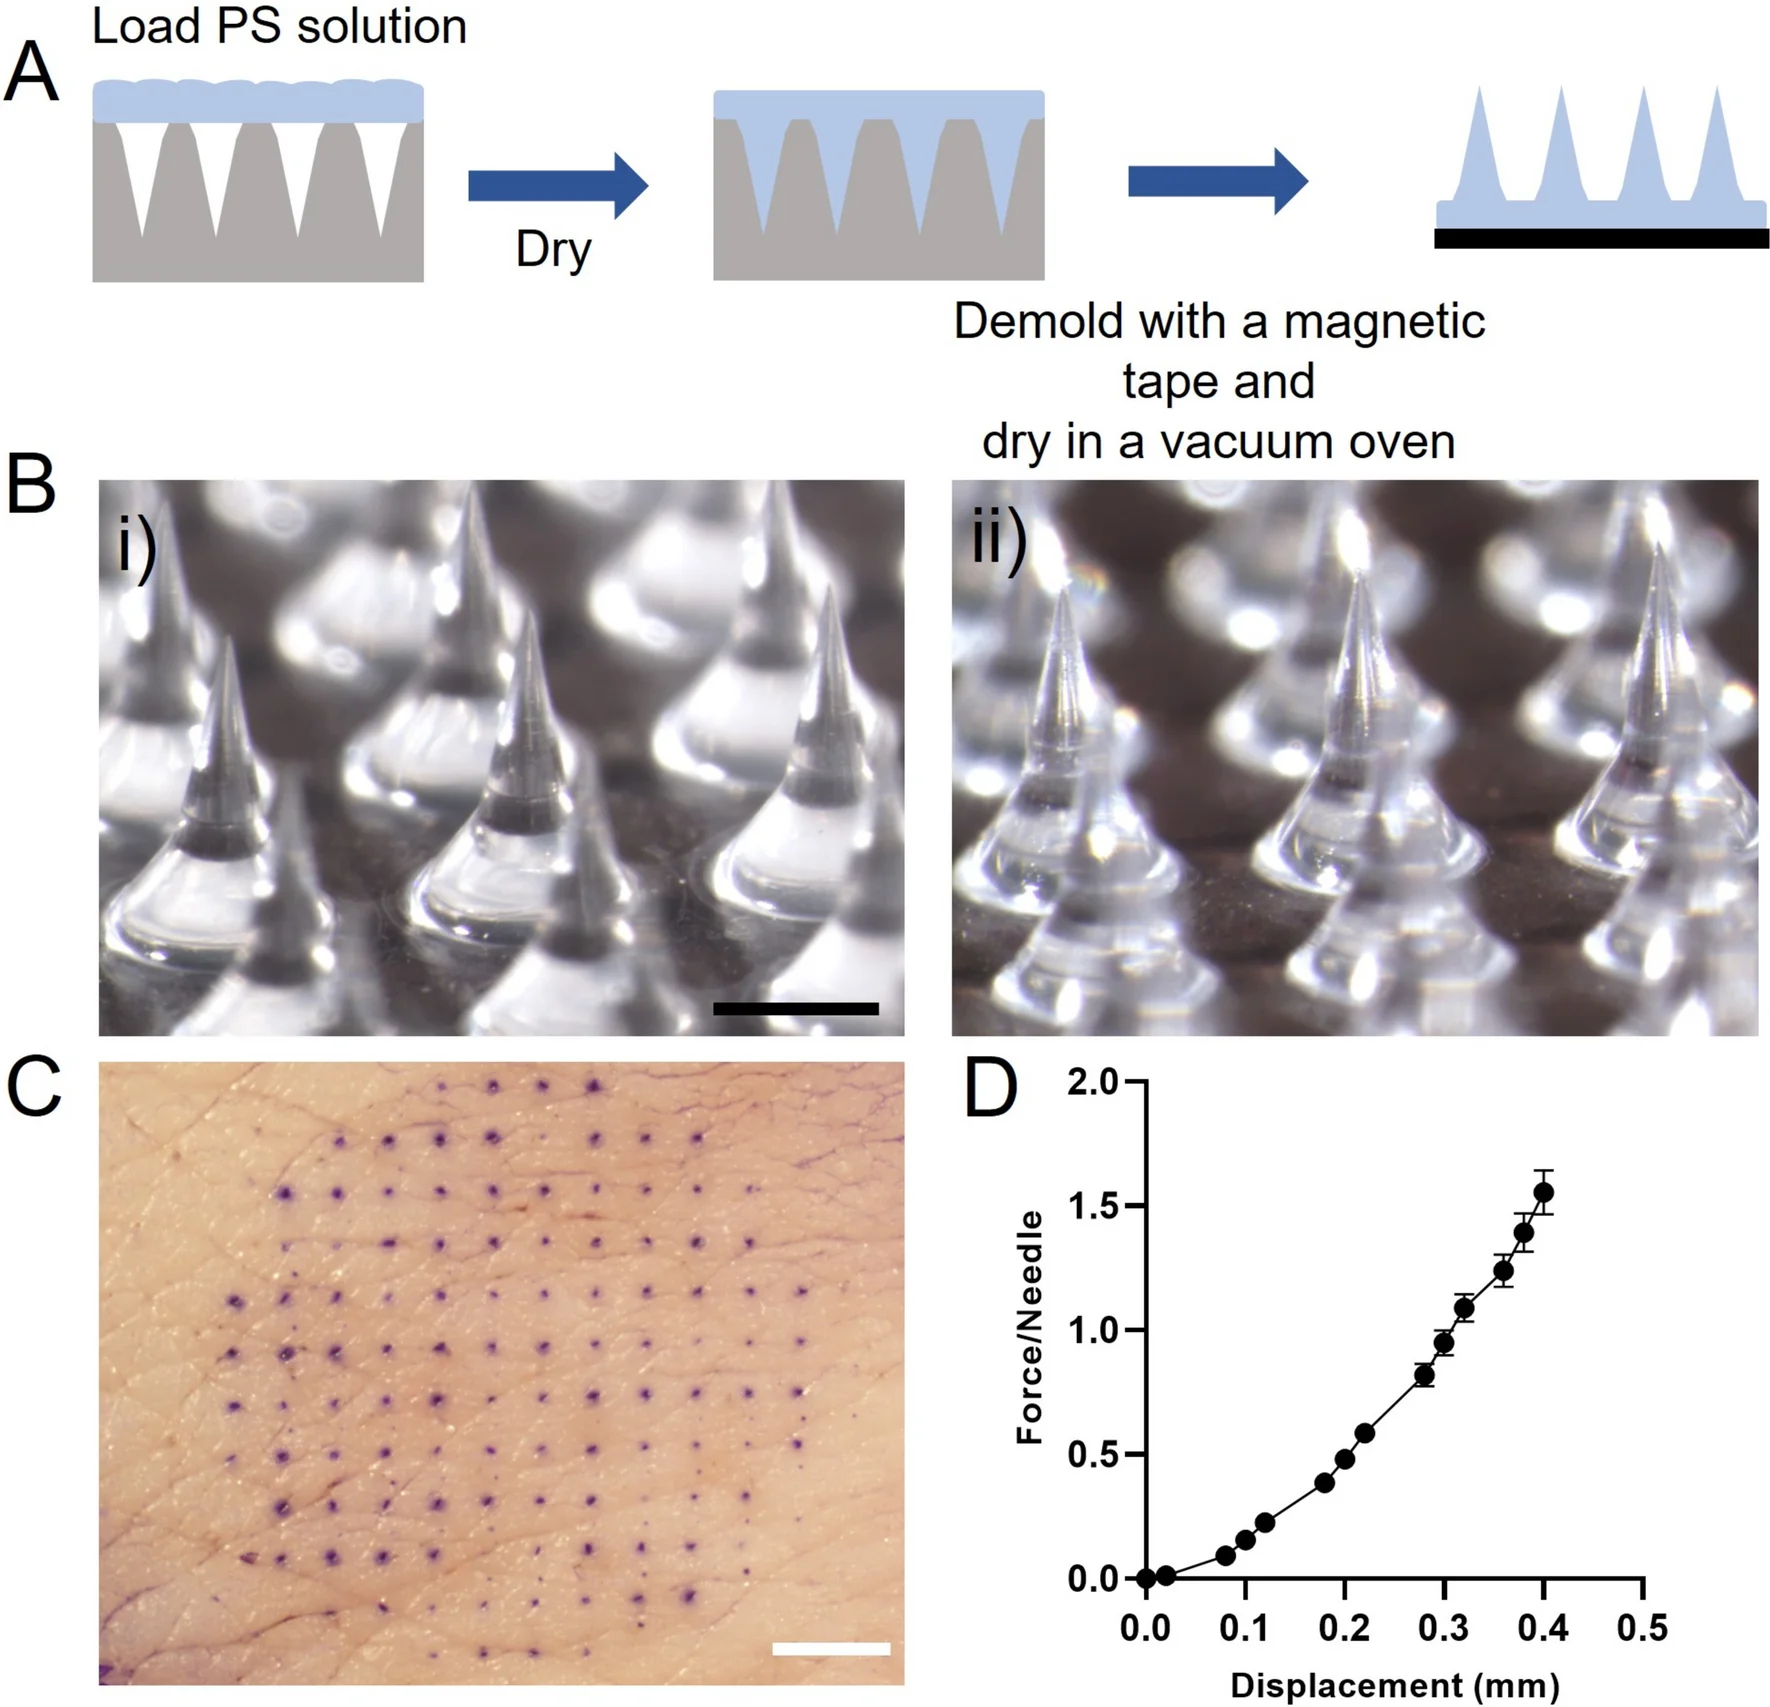 A
Load PS solution
Dry
Demold with a magnetic
tape and
dry in a vacuum oven
B
i)
ii)
C
D
2.0
1.5
1.0
0.5
0.0
Force/Needle
0.0 0.1 0.2 0.3 0.4 0.5
Displacement (mm)